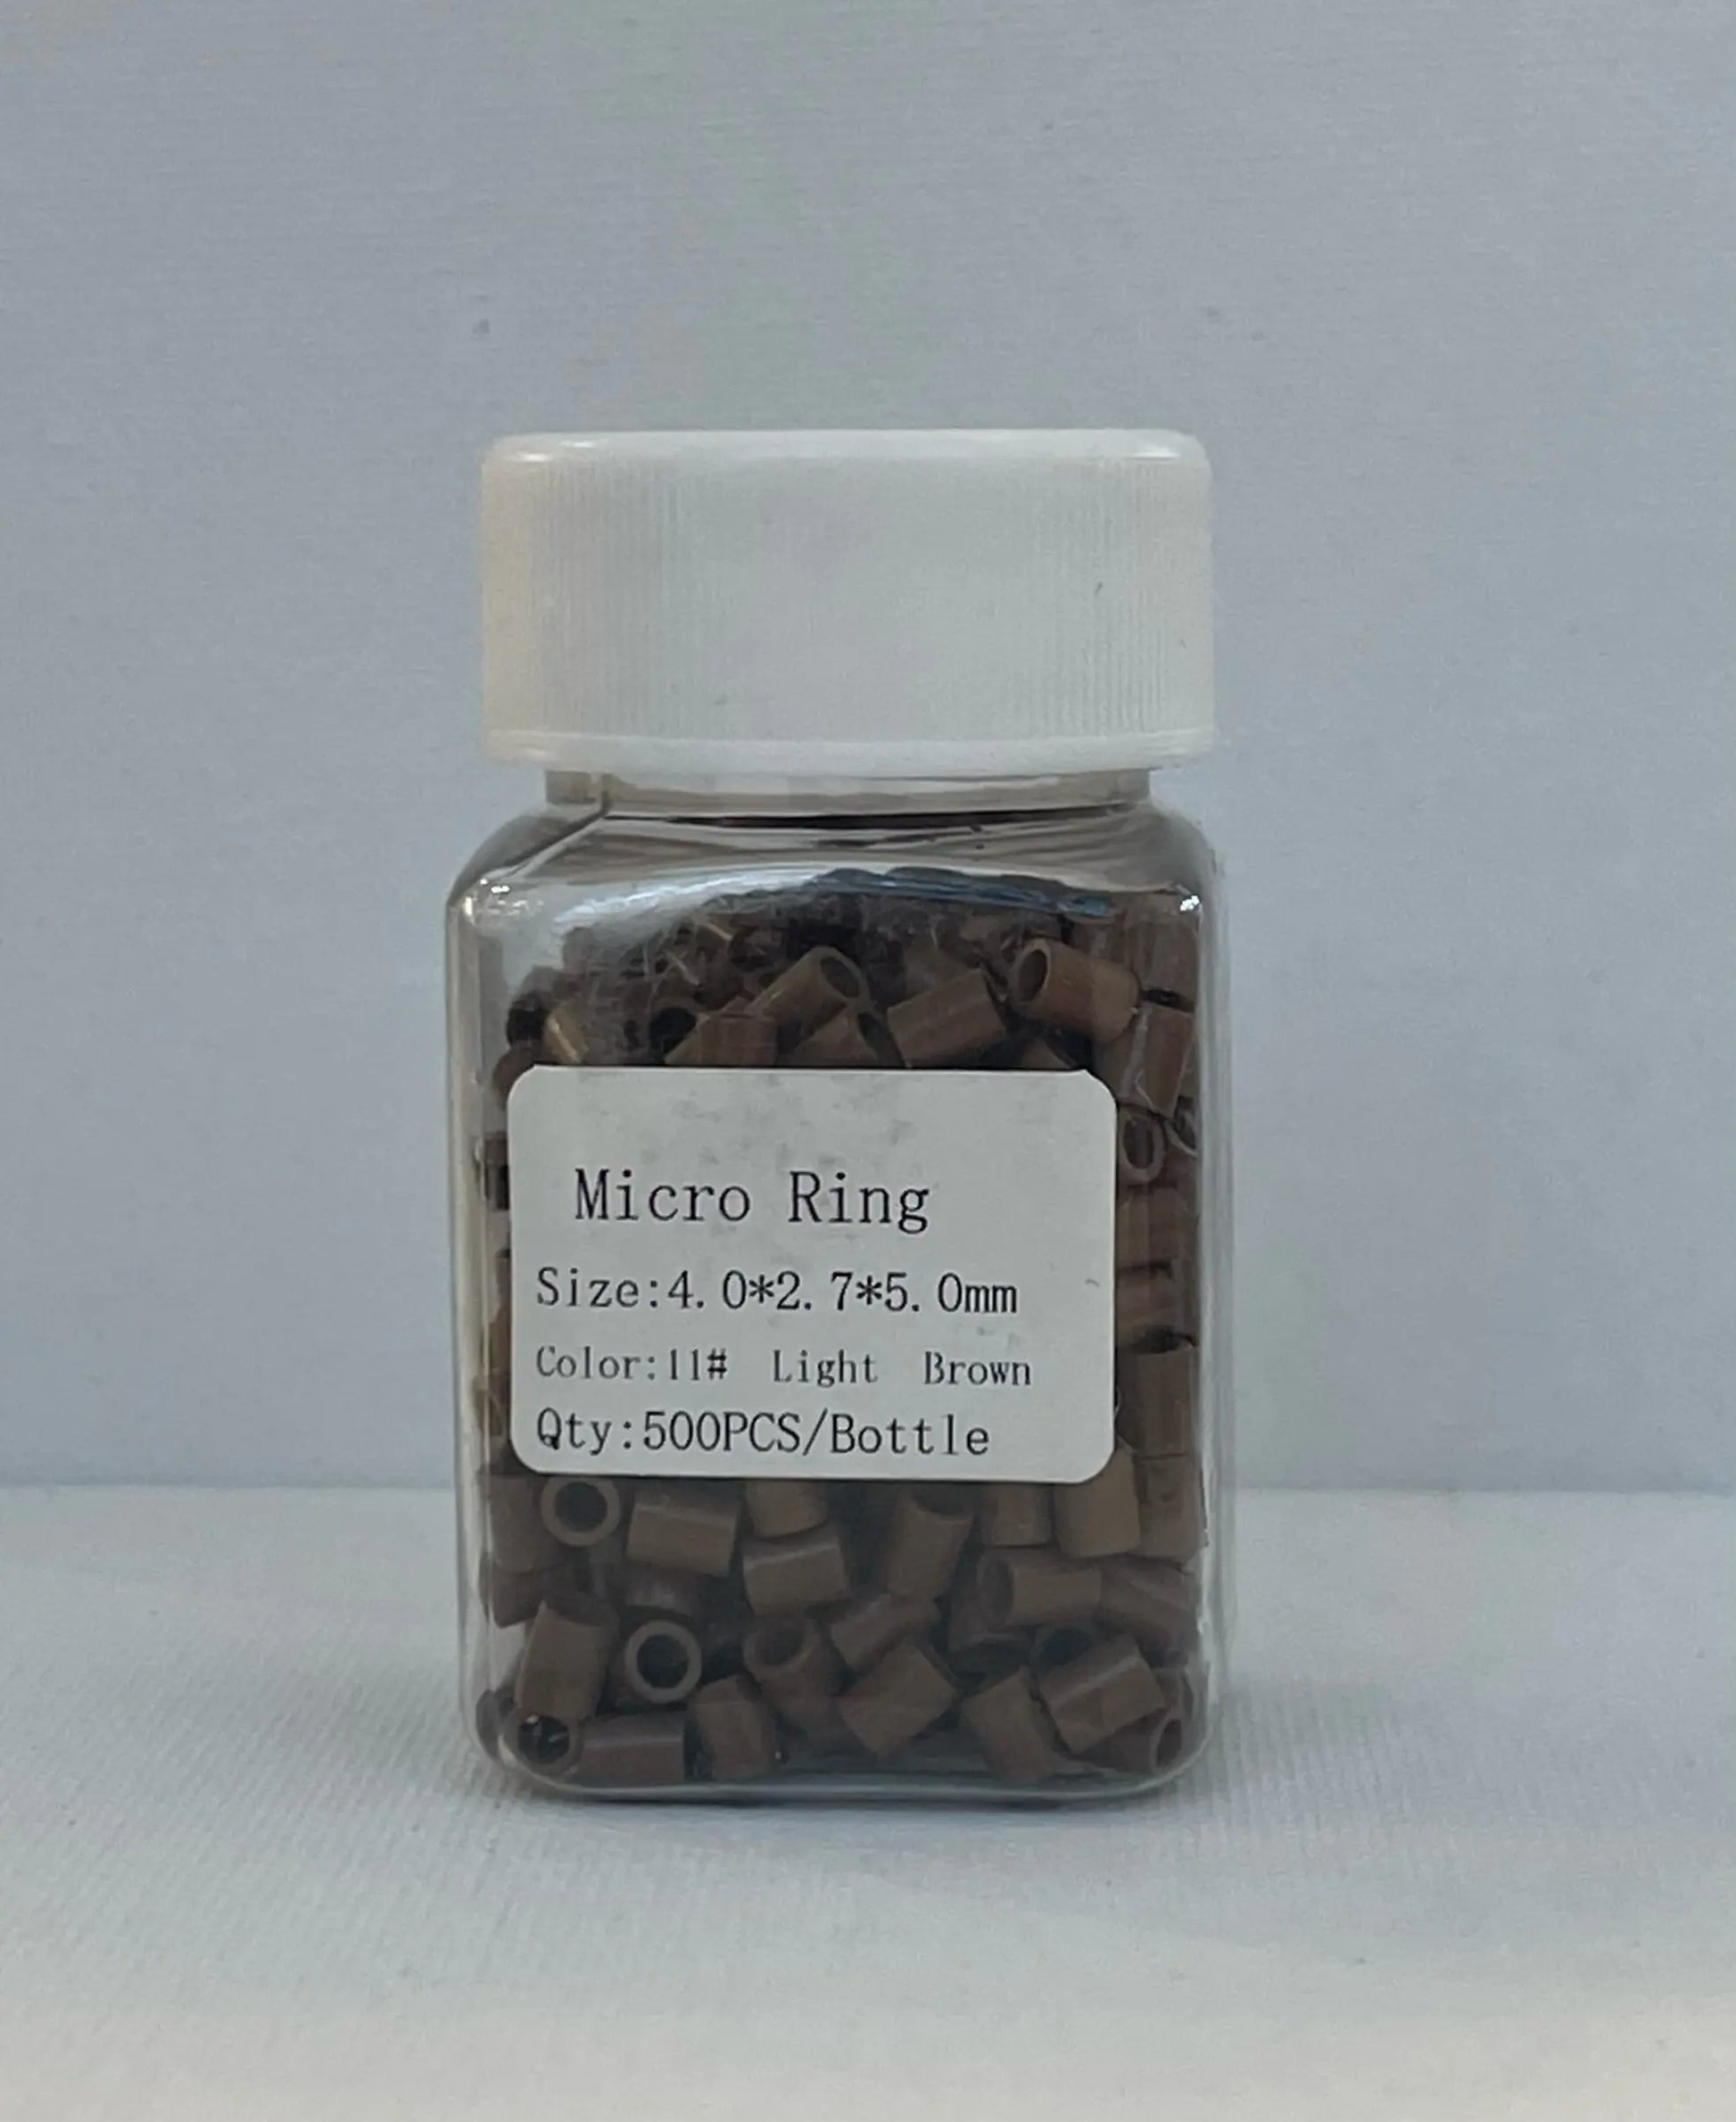 Micro Ring
Size:4.0*2.7*5.0mm
Color:11# Light Brown
Qty:500PCS/Bottle